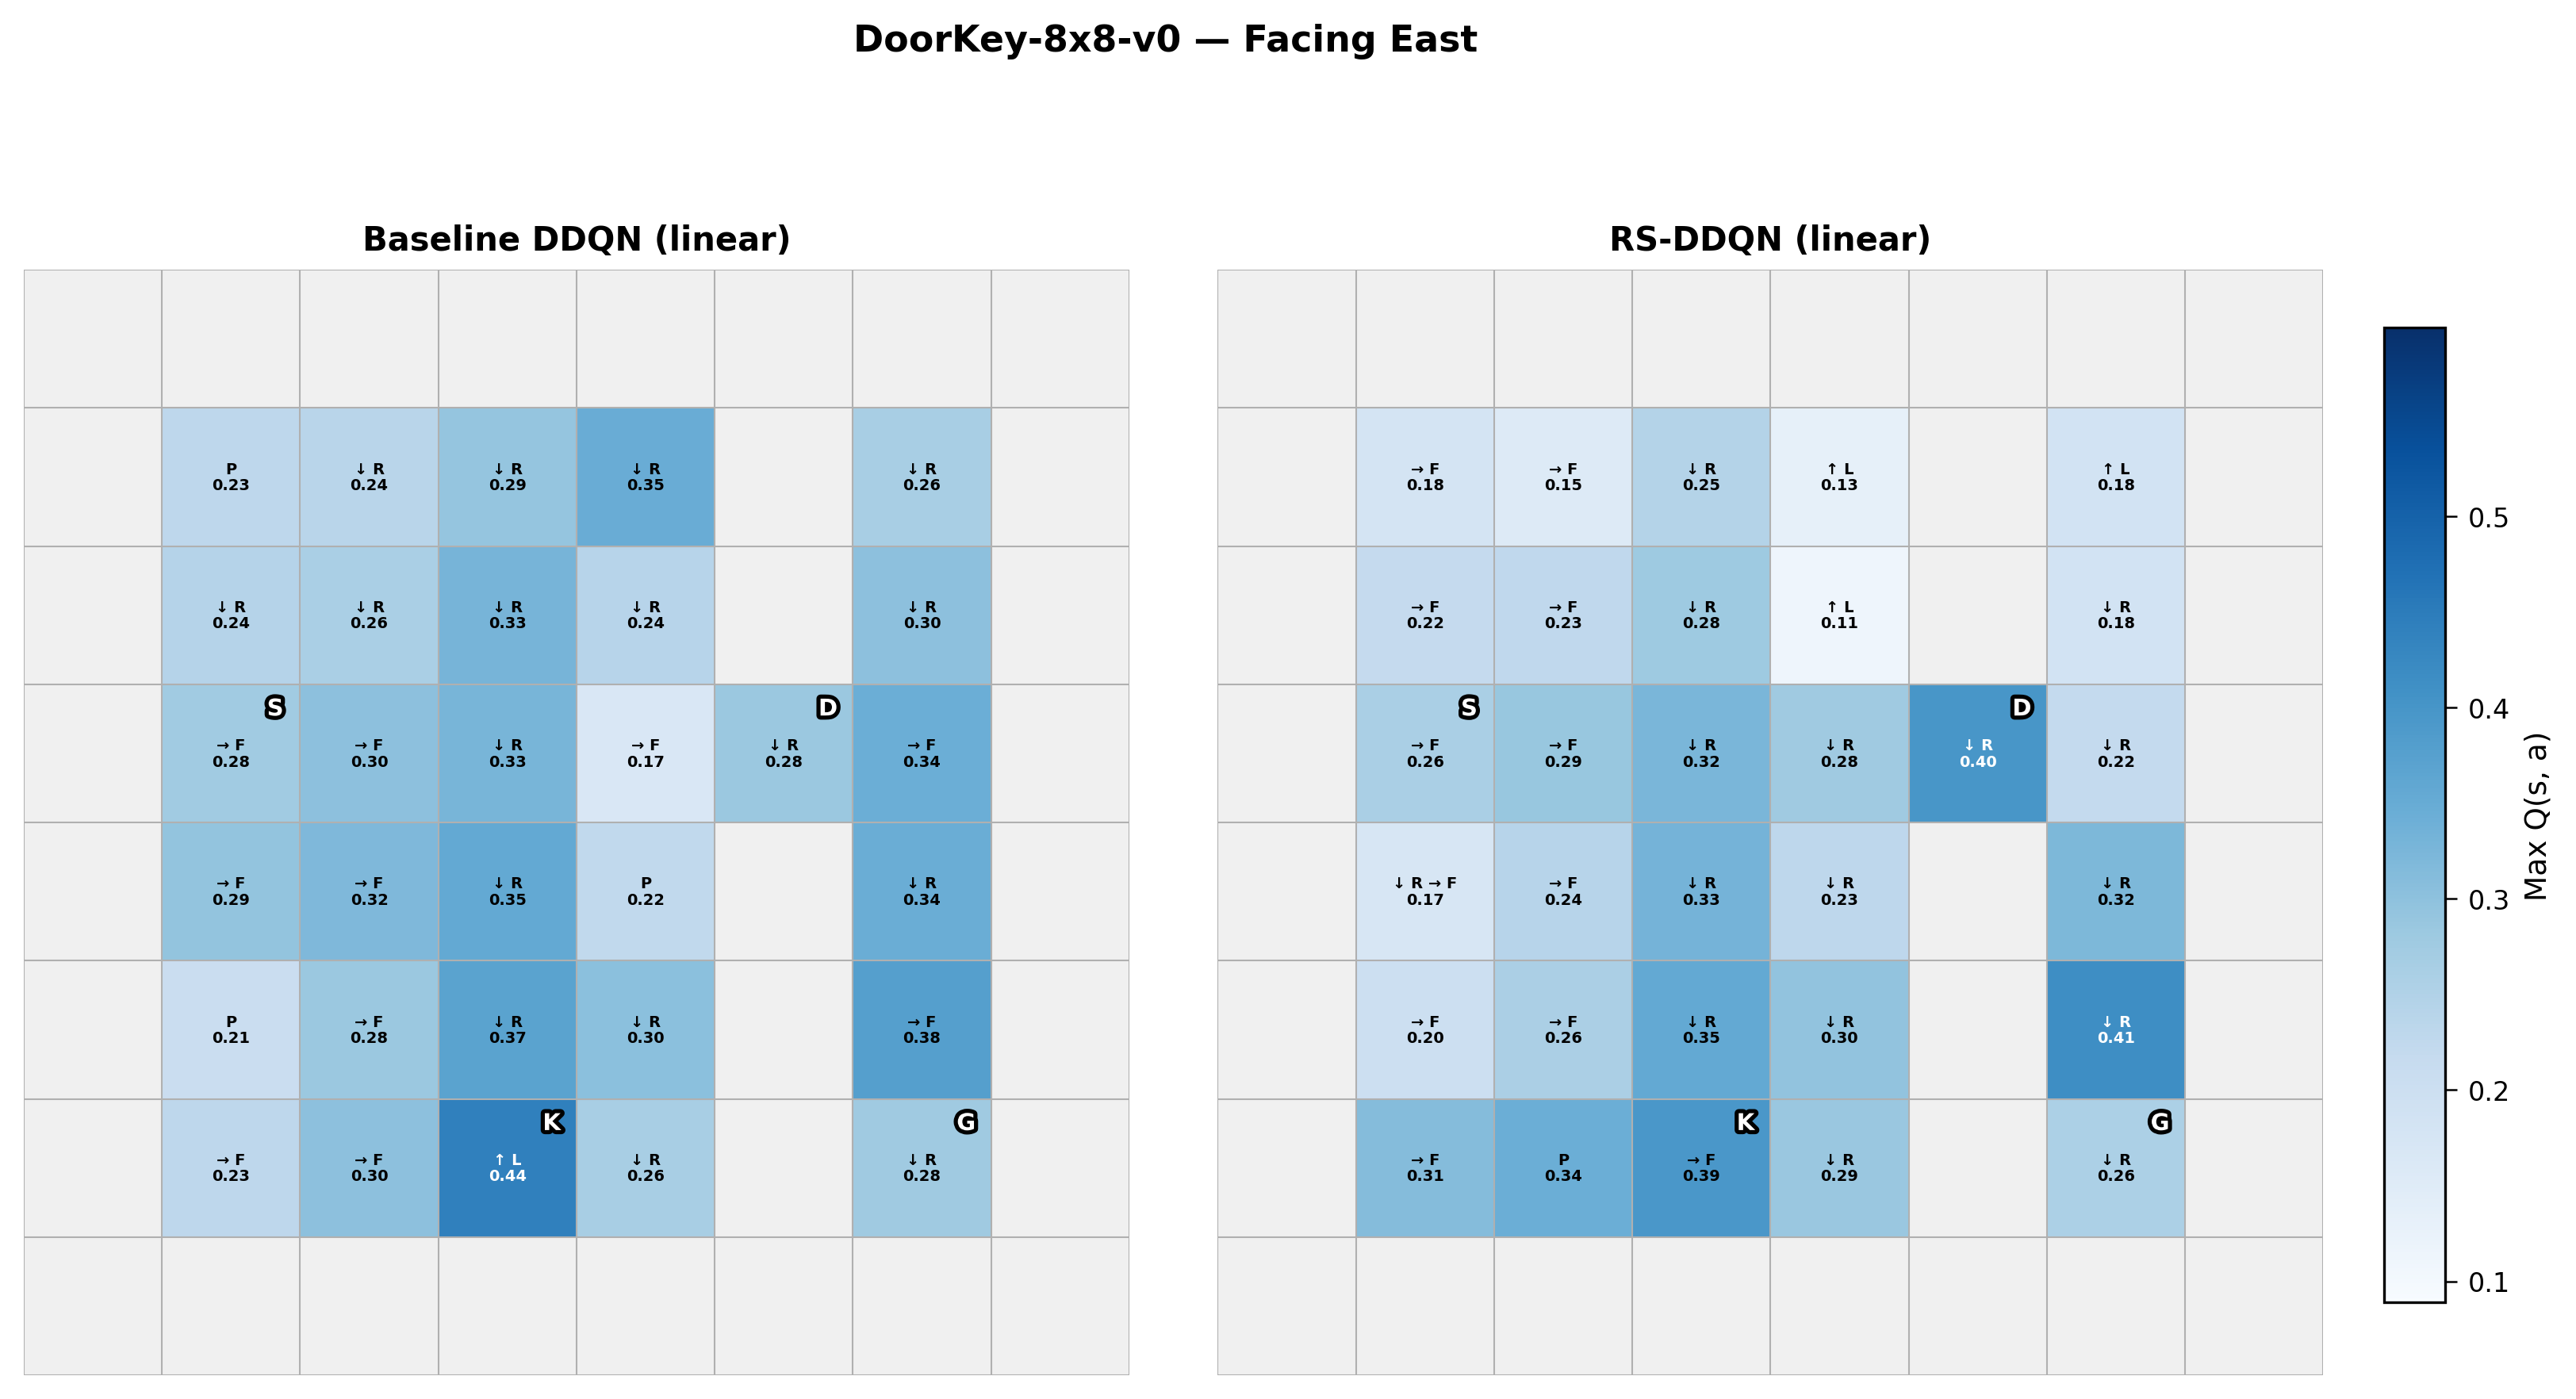 DoorKey-8x8-v0 — Facing East
Baseline DDQN (linear)
P
0.23
↓ R
0.24
↓ R
0.29
↓ R
0.35
↓ R
0.26
↓ R
0.24
↓ R
0.26
↓ R
0.33
↓ R
0.24
↓ R
0.30
S
→ F
0.28
→ F
0.30
↓ R
0.33
→ F
0.17
D
↓ R
0.28
→ F
0.34
→ F
0.29
→ F
0.32
↓ R
0.35
P
0.22
↓ R
0.34
P
0.21
→ F
0.28
↓ R
0.37
↓ R
0.30
→ F
0.38
→ F
0.23
→ F
0.30
K
↑ L
0.44
↓ R
0.26
G
↓ R
0.28
RS-DDQN (linear)
→ F
0.18
→ F
0.15
↓ R
0.25
↑ L
0.13
↑ L
0.18
→ F
0.22
→ F
0.23
↓ R
0.28
↑ L
0.11
↓ R
0.18
S
→ F
0.26
→ F
0.29
↓ R
0.32
↓ R
0.28
D
↓ R
0.40
↓ R
0.22
↓ R → F
0.17
→ F
0.24
↓ R
0.33
↓ R
0.23
↓ R
0.32
→ F
0.20
→ F
0.26
↓ R
0.35
↓ R
0.30
↓ R
0.41
→ F
0.31
P
0.34
K
→ F
0.39
↓ R
0.29
G
↓ R
0.26
0.5
0.4
0.3
0.2
0.1
Max Q(s, a)